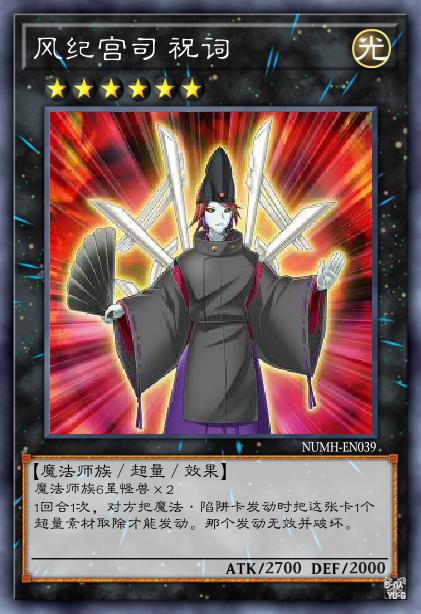 风纪宫司 祝词
光
NUMH-EN039
【魔法师族/超量/效果】
魔法师族6星怪兽×2
1回合1次，对方把魔法·陷阱卡发动时把这张卡1个
超量素材取除才能发动。那个发动无效并破坏。
ATK/2700 DEF/2000